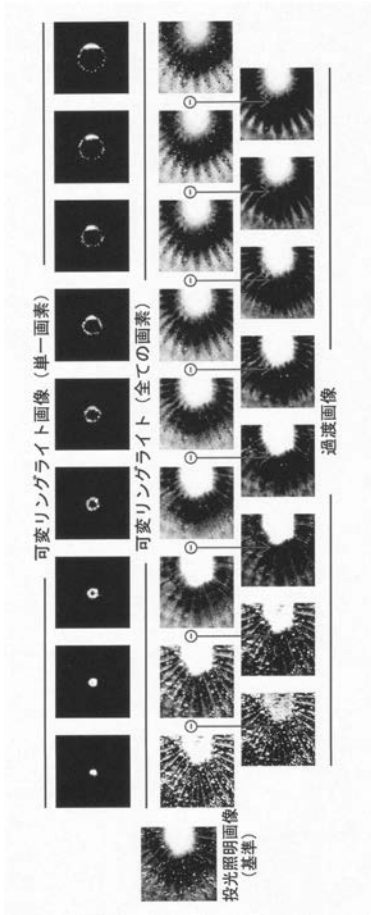 可変リングライト画像（単一画素）
可変リングライト（全ての画素）
投光照明画像
（基準）
過渡画像